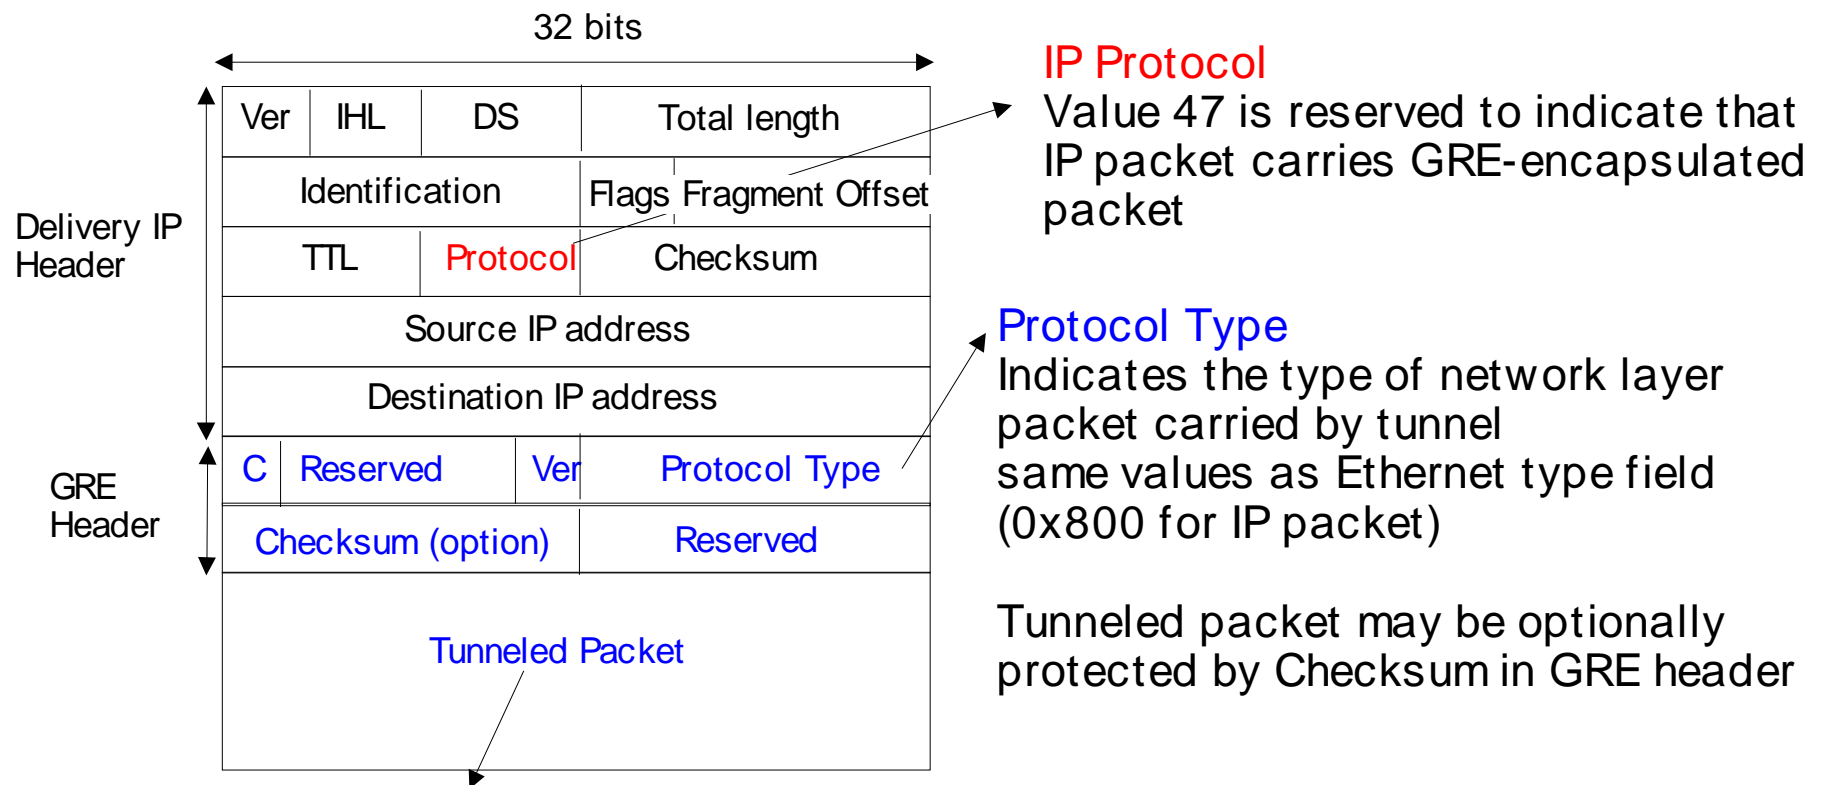 32 bits
Ver IHL DS Total length
Identification Flags Fragment Offset
TTL Protocol Checksum
Source IP address
Destination IP address
C Reserved Ver Protocol Type
Checksum (option) Reserved
Tunneled Packet
Delivery IP
Header
GRE
Header
IP Protocol
Value 47 is reserved to indicate that
IP packet carries GRE-encapsulated
packet
Protocol Type
Indicates the type of network layer
packet carried by tunnel
same values as Ethernet type field
(0x800 for IP packet)
Tunneled packet may be optionally
protected by Checksum in GRE header